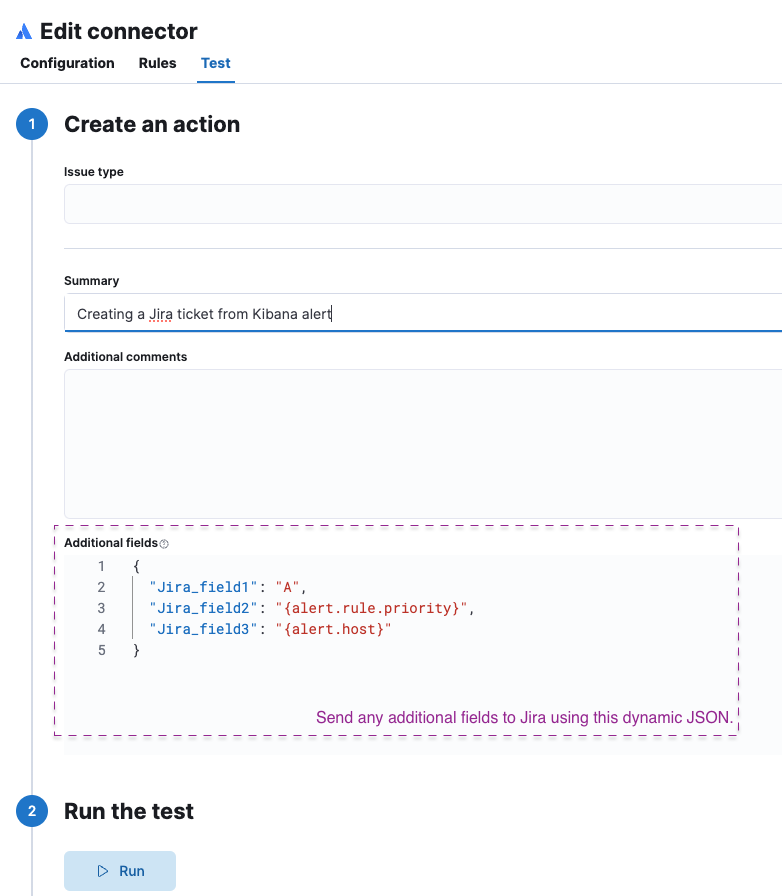 Edit connector
Configuration Rules Test
1 Create an action
Issue type
Summary
Creating a Jira ticket from Kibana alert
Additional comments
Additional fields
1 {
2 "Jira_field1": "A",
3 "Jira_field2": "{alert.rule.priority}",
4 "Jira_field3": "{alert.host}"
5 }
Send any additional fields to Jira using this dynamic JSON.
2 Run the test
Run